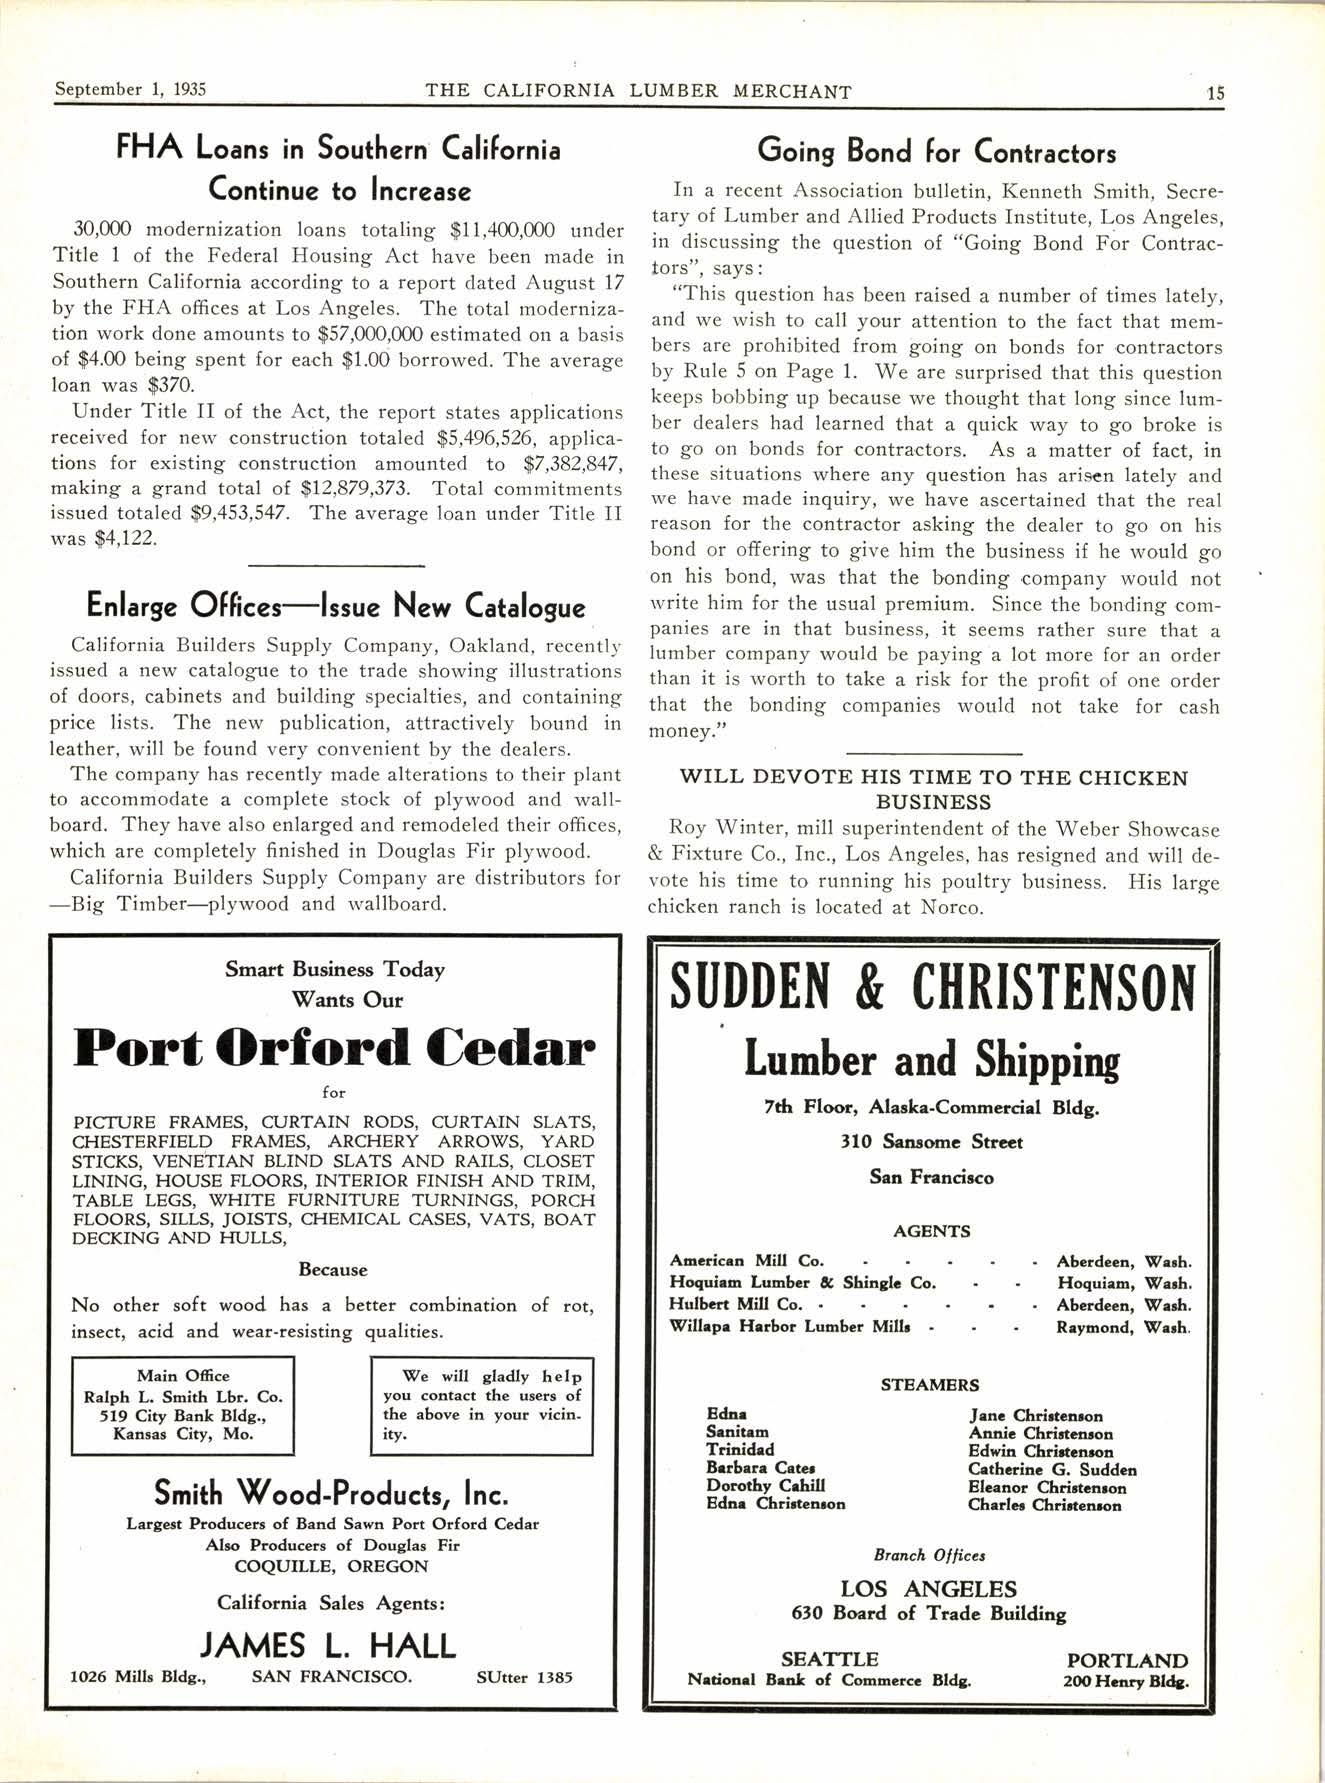 September 1, 1935 THE CALIFORNIA LUMBER MERCHANT 15
FHA Loans in Southern California
Continue to Increase
30,000 modernization loans totaling $11,400,000 under
Title 1 of the Federal Housing Act have been made in
Southern California according to a report dated August 17
by the FHA offices at Los Angeles. The total moderniza-
tion work done amounts to $57,000,000 estimated on a basis
of $4.00 being spent for each $1.00 borrowed. The average
loan was $370.
Under Title II of the Act, the report states applications
received for new construction totaled $5,496,526, applica-
tions for existing construction amounted to $7,382,847,
making a grand total of $12,879,373. Total commitments
issued totaled $9,453,547. The average loan under Title II
was $4,122.
Enlarge Offices—Issue New Catalogue
California Builders Supply Company, Oakland, recently
issued a new catalogue to the trade showing illustrations
of doors, cabinets and building specialties, and containing
price lists. The new publication, attractively bound in
leather, will be found very convenient by the dealers.
The company has recently made alterations to their plant
to accommodate a complete stock of plywood and wall-
board. They have also enlarged and remodeled their offices,
which are completely finished in Douglas Fir plywood.
California Builders Supply Company are distributors for
—Big Timber—plywood and wallboard.
Going Bond for Contractors
In a recent Association bulletin, Kenneth Smith, Secre-
tary of Lumber and Allied Products Institute, Los Angeles,
in discussing the question of "Going Bond For Contrac-
tors", says:
"This question has been raised a number of times lately,
and we wish to call your attention to the fact that mem-
bers are prohibited from going on bonds for contractors
by Rule 5 on Page 1. We are surprised that this question
keeps bobbing up because we thought that long since lum-
ber dealers had learned that a quick way to go broke is
to go on bonds for contractors. As a matter of fact, in
these situations where any question has arisen lately and
we have made inquiry, we have ascertained that the real
reason for the contractor asking the dealer to go on his
bond or offering to give him the business if he would go
on his bond, was that the bonding company would not
write him for the usual premium. Since the bonding com-
panies are in that business, it seems rather sure that a
lumber company would be paying a lot more for an order
than it is worth to take a risk for the profit of one order
that the bonding companies would not take for cash
money."
WILL DEVOTE HIS TIME TO THE CHICKEN
BUSINESS
Roy Winter, mill superintendent of the Weber Showcase
& Fixture Co., Inc., Los Angeles, has resigned and will de-
vote his time to running his poultry business. His large
chicken ranch is located at Norco.
Smart Business Today
Wants Our
Port Orford Cedar
for
PICTURE FRAMES, CURTAIN RODS, CURTAIN SLATS,
CHESTERFIELD FRAMES, ARCHERY ARROWS, YARD
STICKS, VENETIAN BLIND SLATS AND RAILS, CLOSET
LINING, HOUSE FLOORS, INTERIOR FINISH AND TRIM,
TABLE LEGS, WHITE FURNITURE TURNINGS, PORCH
FLOORS, SILLS, JOISTS, CHEMICAL CASES, VATS, BOAT
DECKING AND HULLS,
Because
No other soft wood has a better combination of rot,
insect, acid and wear-resisting qualities.
Main Office
Ralph L. Smith Lbr. Co.
519 City Bank Bldg.,
Kansas City, Mo.
We will gladly help
you contact the users of
the above in your vicin-
ity.
Smith Wood-Products, Inc.
Largest Producers of Band Sawn Port Orford Cedar
Also Producers of Douglas Fir
COQUILLE, OREGON
California Sales Agents:
JAMES L. HALL
1026 Mills Bldg., SAN FRANCISCO. SUtter 1385
SUDDEN & CHRISTENSON
Lumber and Shipping
7th Floor, Alaska-Commercial Bldg.
310 Sansome Street
San Francisco
AGENTS
American Mill Co. - - - - - Aberdeen, Wash.
Hoquiam Lumber & Shingle Co. - - Hoquiam, Wash.
Hulbert Mill Co. - - - - - - Aberdeen, Wash.
Willapa Harbor Lumber Mills - - - Raymond, Wash.
STEAMERS
Edna Jane Christenson
Sanitam Annie Christenson
Trinidad Edwin Christenson
Barbara Cates Catherine G. Sudden
Dorothy Cahill Eleanor Christenson
Edna Christenson Charles Christenson
Branch Offices
LOS ANGELES
630 Board of Trade Building
SEATTLE PORTLAND
National Bank of Commerce Bldg. 200 Henry Bldg.